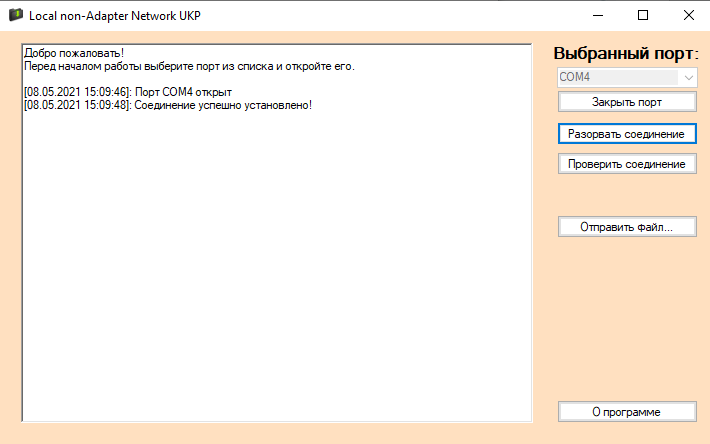 Local non-Adapter Network UKP
Добро пожаловать!
Перед началом работы выберите порт из списка и откройте его.
[08.05.2021 15:09:46]: Порт COM4 открыт
[08.05.2021 15:09:48]: Соединение успешно установлено!
Выбранный порт:
COM4
Закрыть порт
Разорвать соединение
Проверить соединение
Отправить файл...
О программе